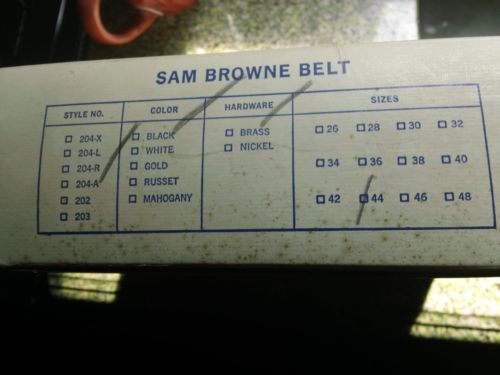 SAM BROWNE BELT
STYLE NO. COLOR HARDWARE SIZES
204-X
204-L
204-R
204-A
202
203
BLACK
WHITE
GOLD
RUSSET
MAHOGANY
BRASS
NICKEL
26 28 30 32
34 36 38 40
42 44 46 48